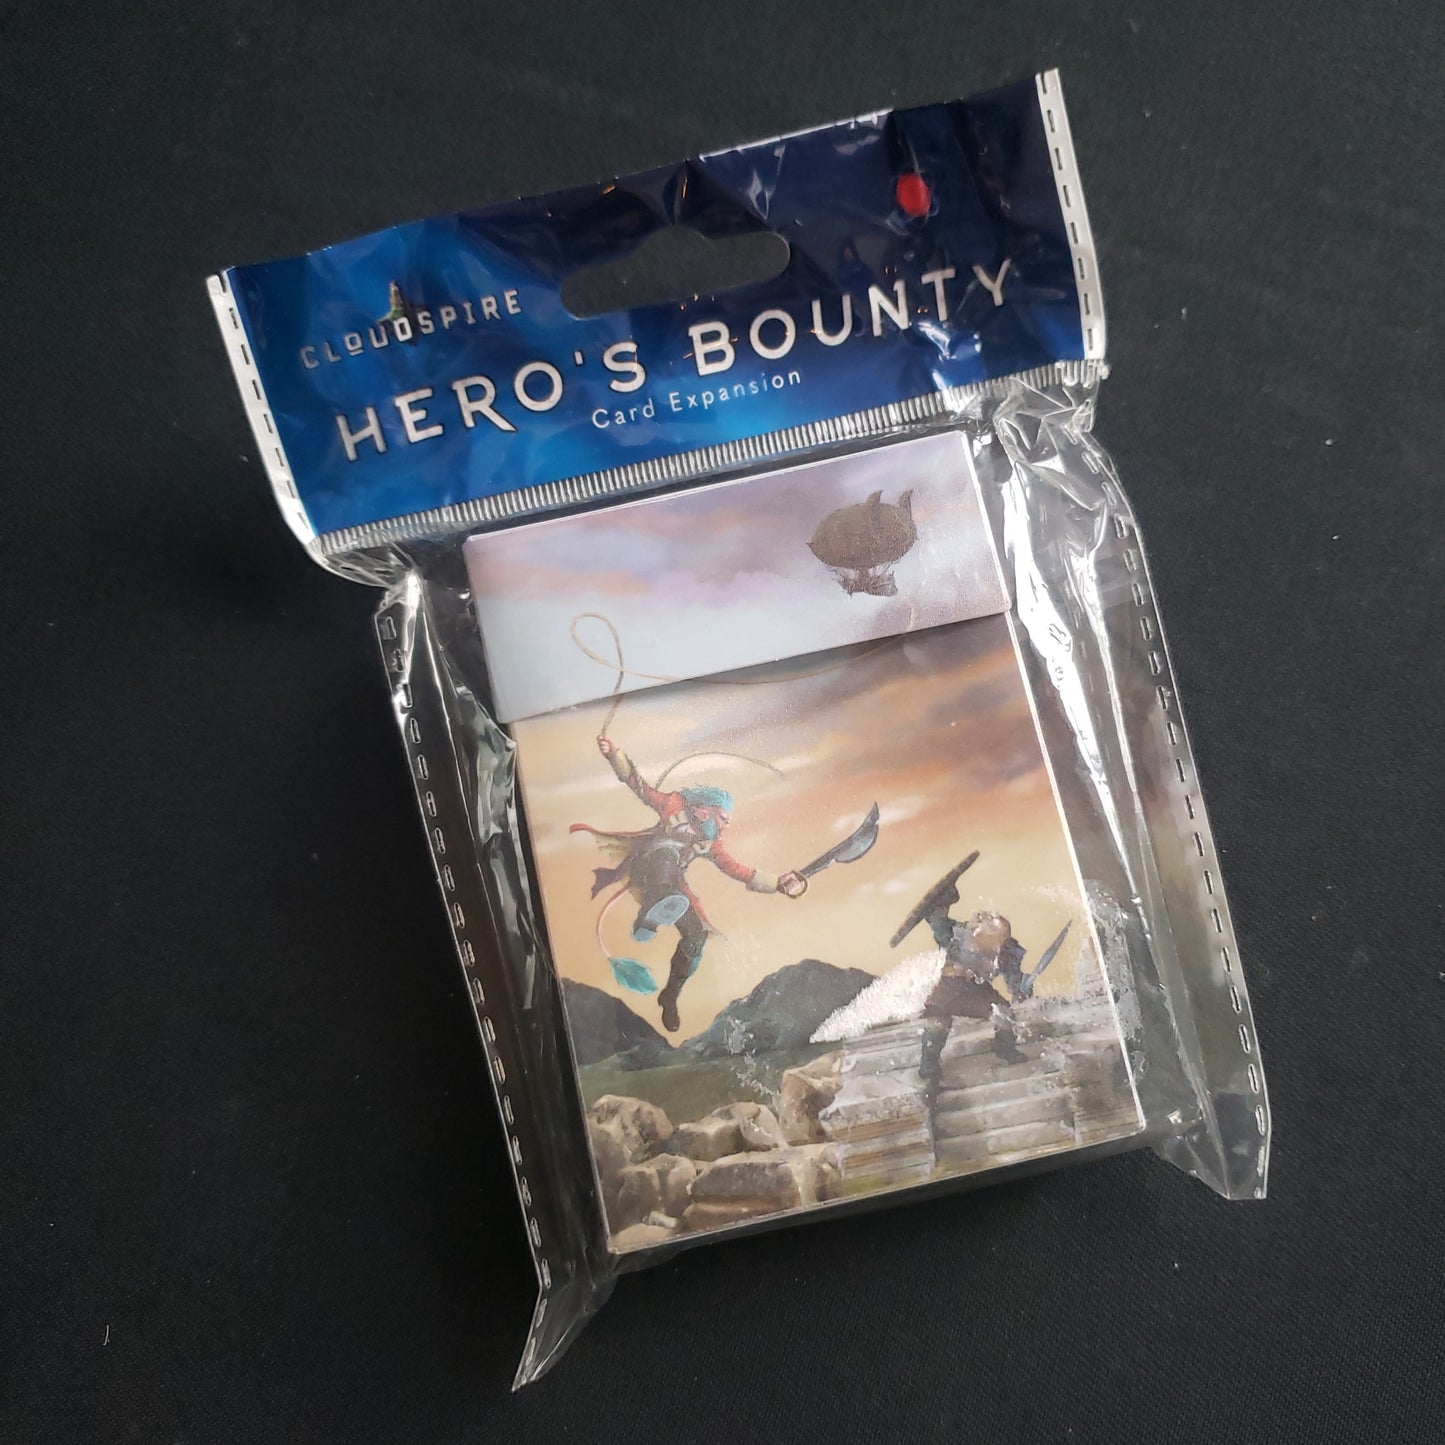 CLOUDSPIRE
HERO'S BOUNTY
Card Expansion